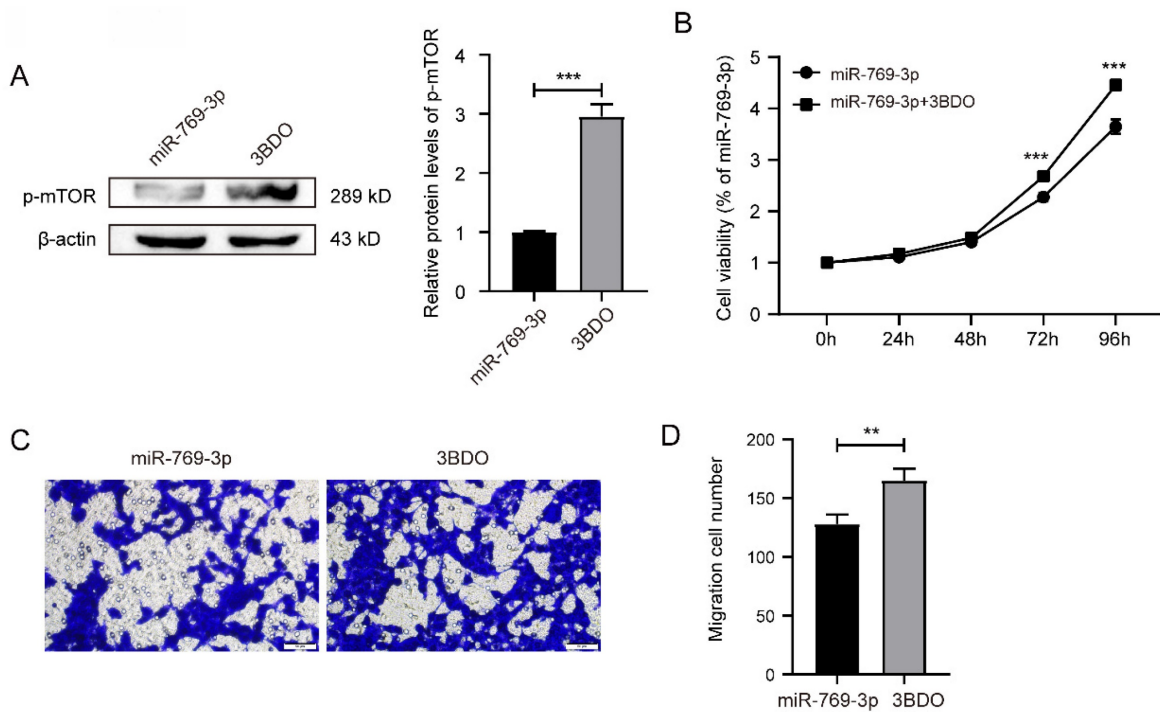 A
miR-769-3p
3BDO
p-mTOR
289 kD
β-actin
43 kD
Relative protein levels of p-mTOR
4
3
2
1
0
***
miR-769-3p
3BDO
B
Cell viability (% of miR-769-3p)
5
4
3
2
1
0
miR-769-3p
miR-769-3p+3BDO
***
***
0h
24h
48h
72h
96h
C
miR-769-3p
3BDO
D
Migration cell number
200
150
100
50
0
**
miR-769-3p
3BDO